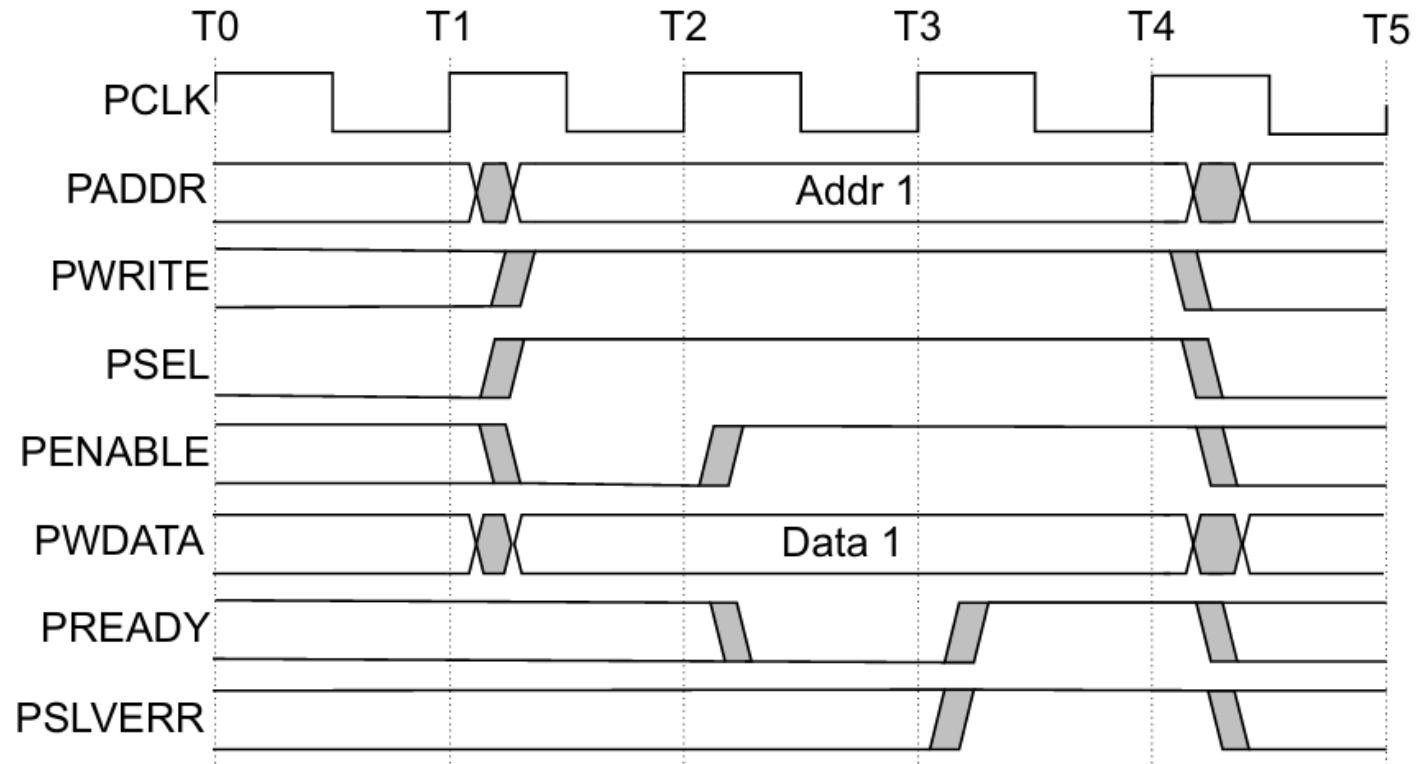 T0 T1 T2 T3 T4 T5
PCLK
PADDR Addr 1
PWRITE
PSEL
PENABLE
PWDATA Data 1
PREADY
PSLVERR